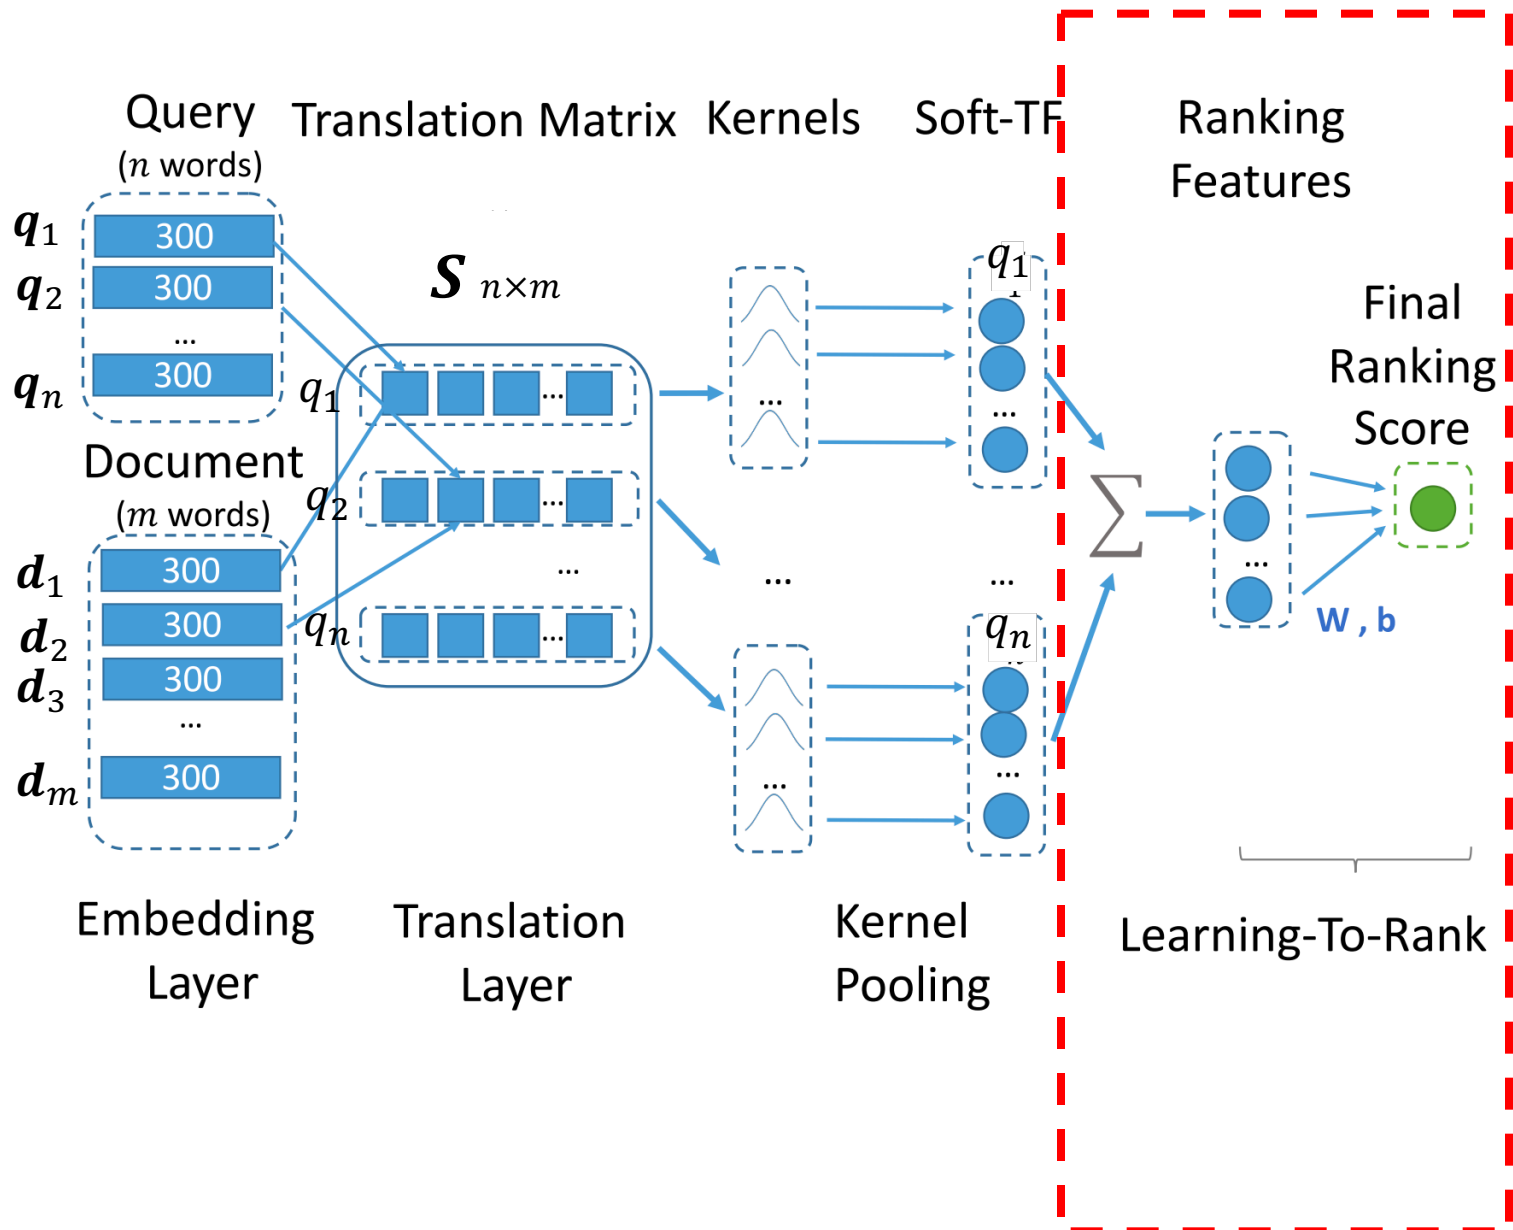 Query
(n words)
q1
300
q2
300
...
qn
300
Document
(m words)
d1
300
d2
300
d3
300
...
dm
300
Embedding
Layer
Translation Matrix
S n×m
q1
...
q2
...
...
qn
...
Translation
Layer
Kernels
...
...
...
Soft-TF
q1
...
...
qn
...
Kernel
Pooling
Ranking
Features
∑
...
W , b
Final
Ranking
Score
Learning-To-Rank